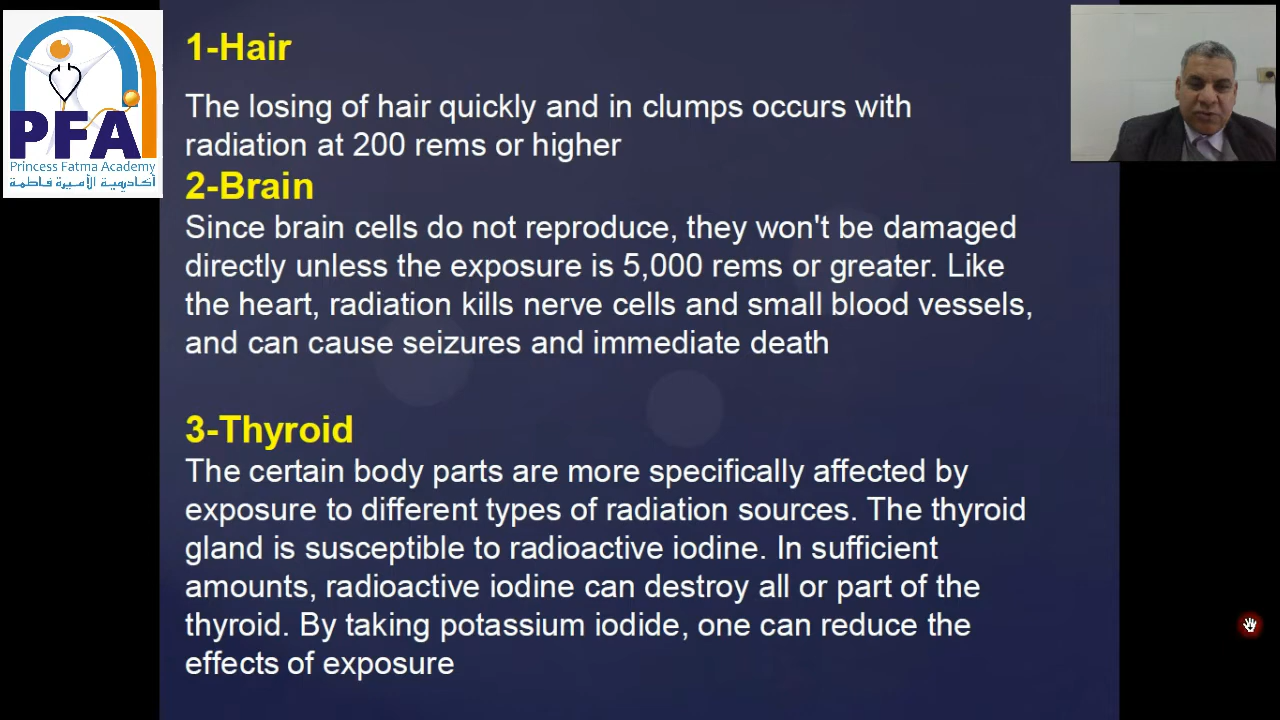 PFA
Princess Fatma Academy
أكاديمية الأميرة فاطمة
1-Hair
The losing of hair quickly and in clumps occurs with
radiation at 200 rems or higher
2-Brain
Since brain cells do not reproduce, they won't be damaged
directly unless the exposure is 5,000 rems or greater. Like
the heart, radiation kills nerve cells and small blood vessels,
and can cause seizures and immediate death
3-Thyroid
The certain body parts are more specifically affected by
exposure to different types of radiation sources. The thyroid
gland is susceptible to radioactive iodine. In sufficient
amounts, radioactive iodine can destroy all or part of the
thyroid. By taking potassium iodide, one can reduce the
effects of exposure